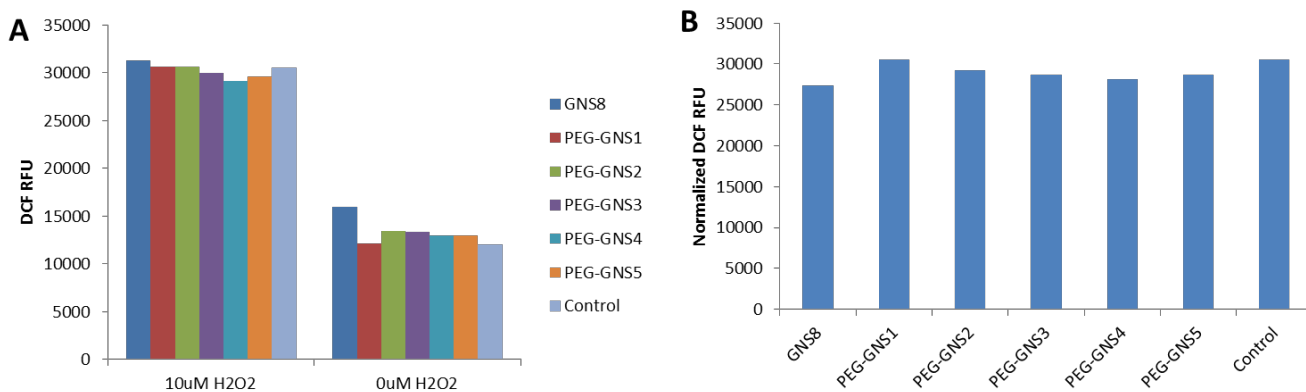 A
DCF RFU
35000
30000
25000
20000
15000
10000
5000
0
10uM H2O2
0uM H2O2
GNS8
PEG-GNS1
PEG-GNS2
PEG-GNS3
PEG-GNS4
PEG-GNS5
Control
B
Normalized DCF RFU
35000
30000
25000
20000
15000
10000
5000
0
GNS8
PEG-GNS1
PEG-GNS2
PEG-GNS3
PEG-GNS4
PEG-GNS5
Control